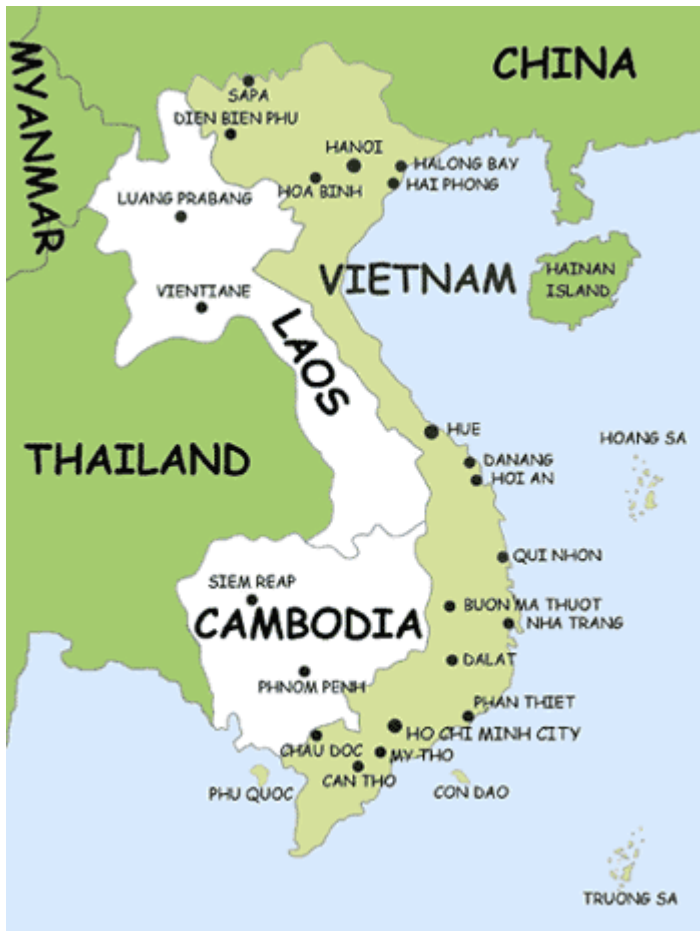 CHINA
MYANMAR
SAPA
DIEN BIEN PHU
HANOI
HALONG BAY
HOA BINH
HAI PHONG
LUANG PRABANG
VIETNAM
HAINAN
ISLAND
VIENTIANE
LAOS
HUE
HOANG SA
THAILAND
DANANG
HOI AN
QUI NHON
SIEM REAP
BUON MA THUOT
CAMBODIA
NHA TRANG
DALAT
PHNOM PENH
PHAN THIET
HO CHI MINH CITY
CHAU DOC
MY THO
CAN THO
PHU QUOC
CON DAO
TRUONG SA